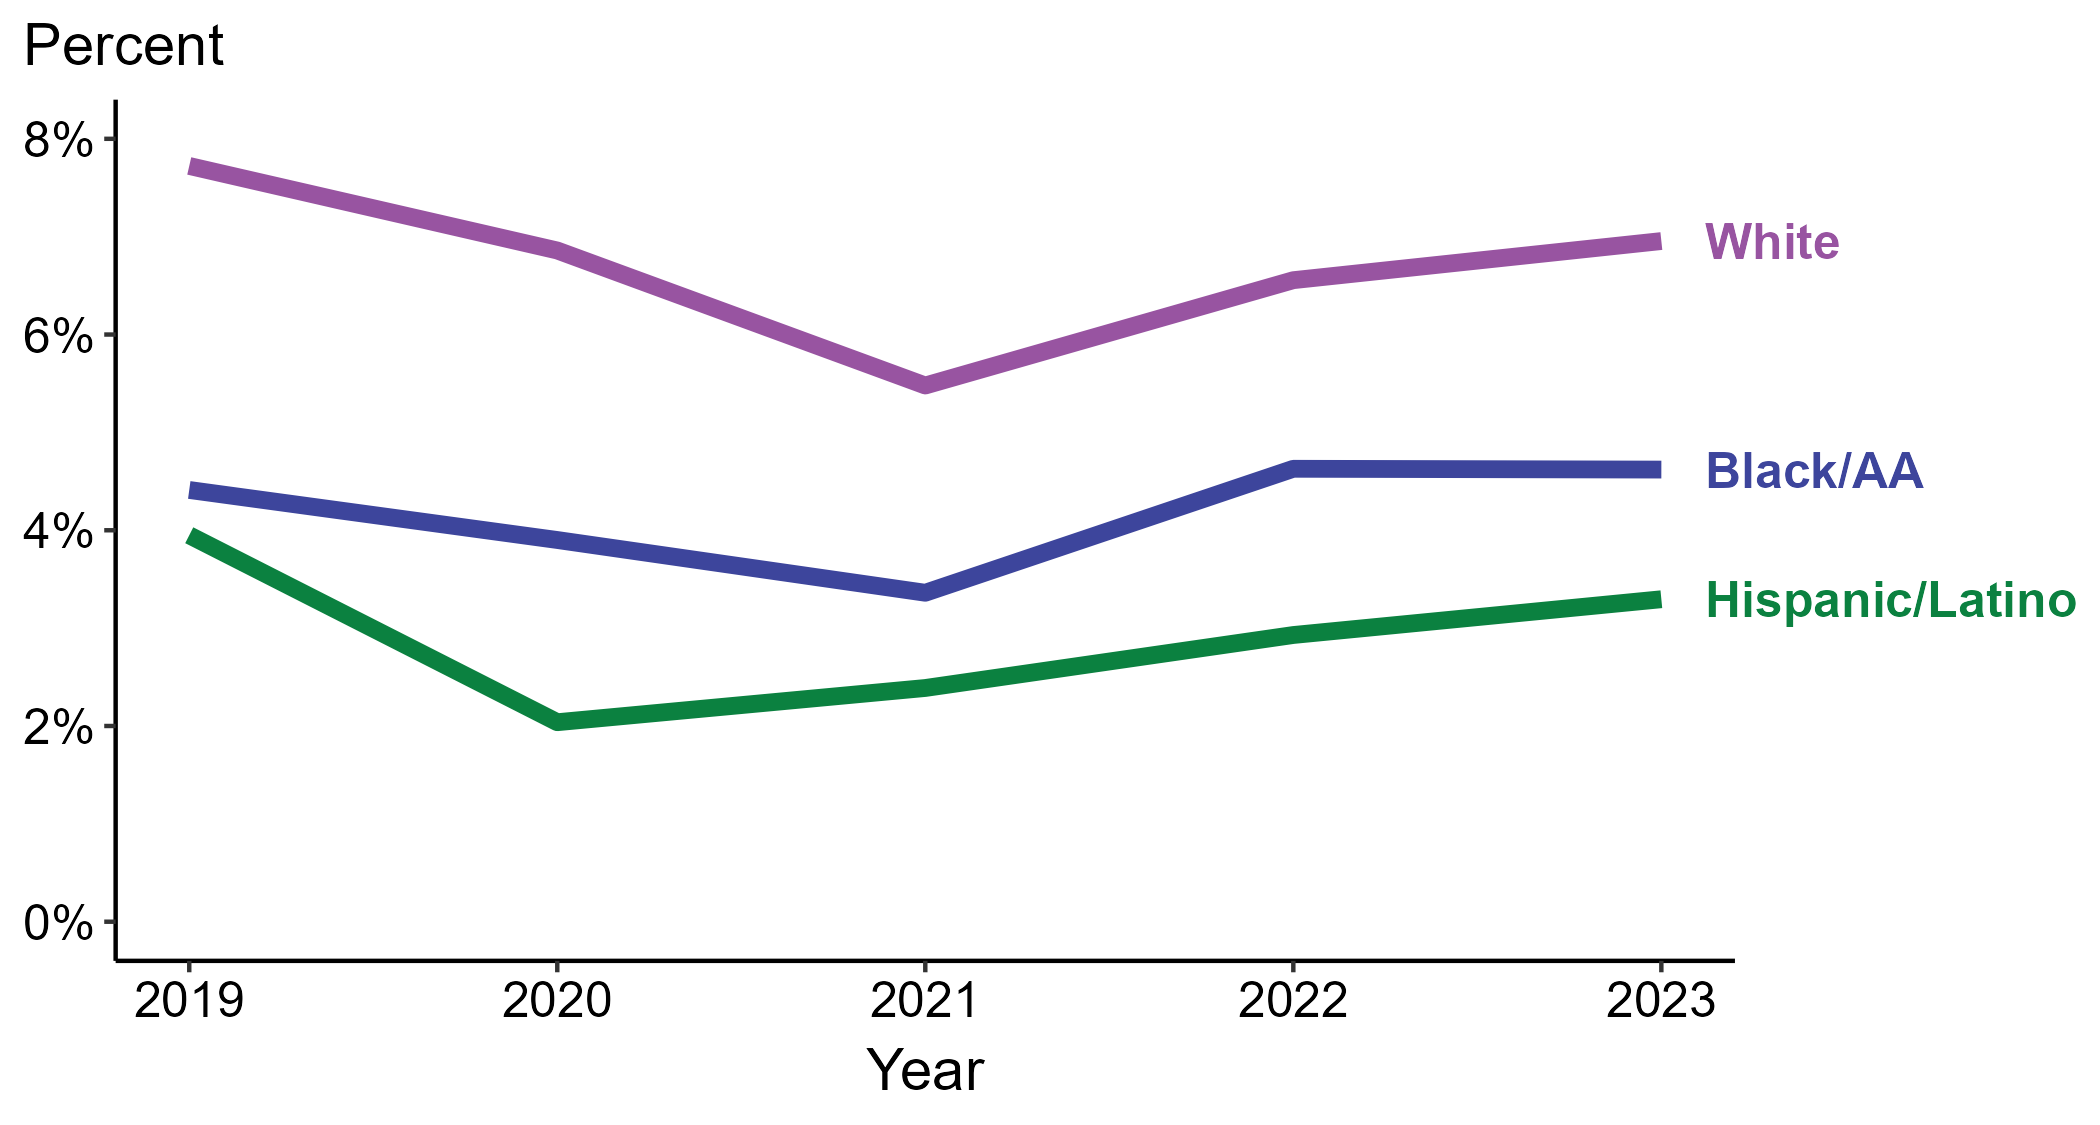 Percent
8%
6%
4%
2%
0%
White
Black/AA
Hispanic/Latino
2019 2020 2021 2022 2023
Year